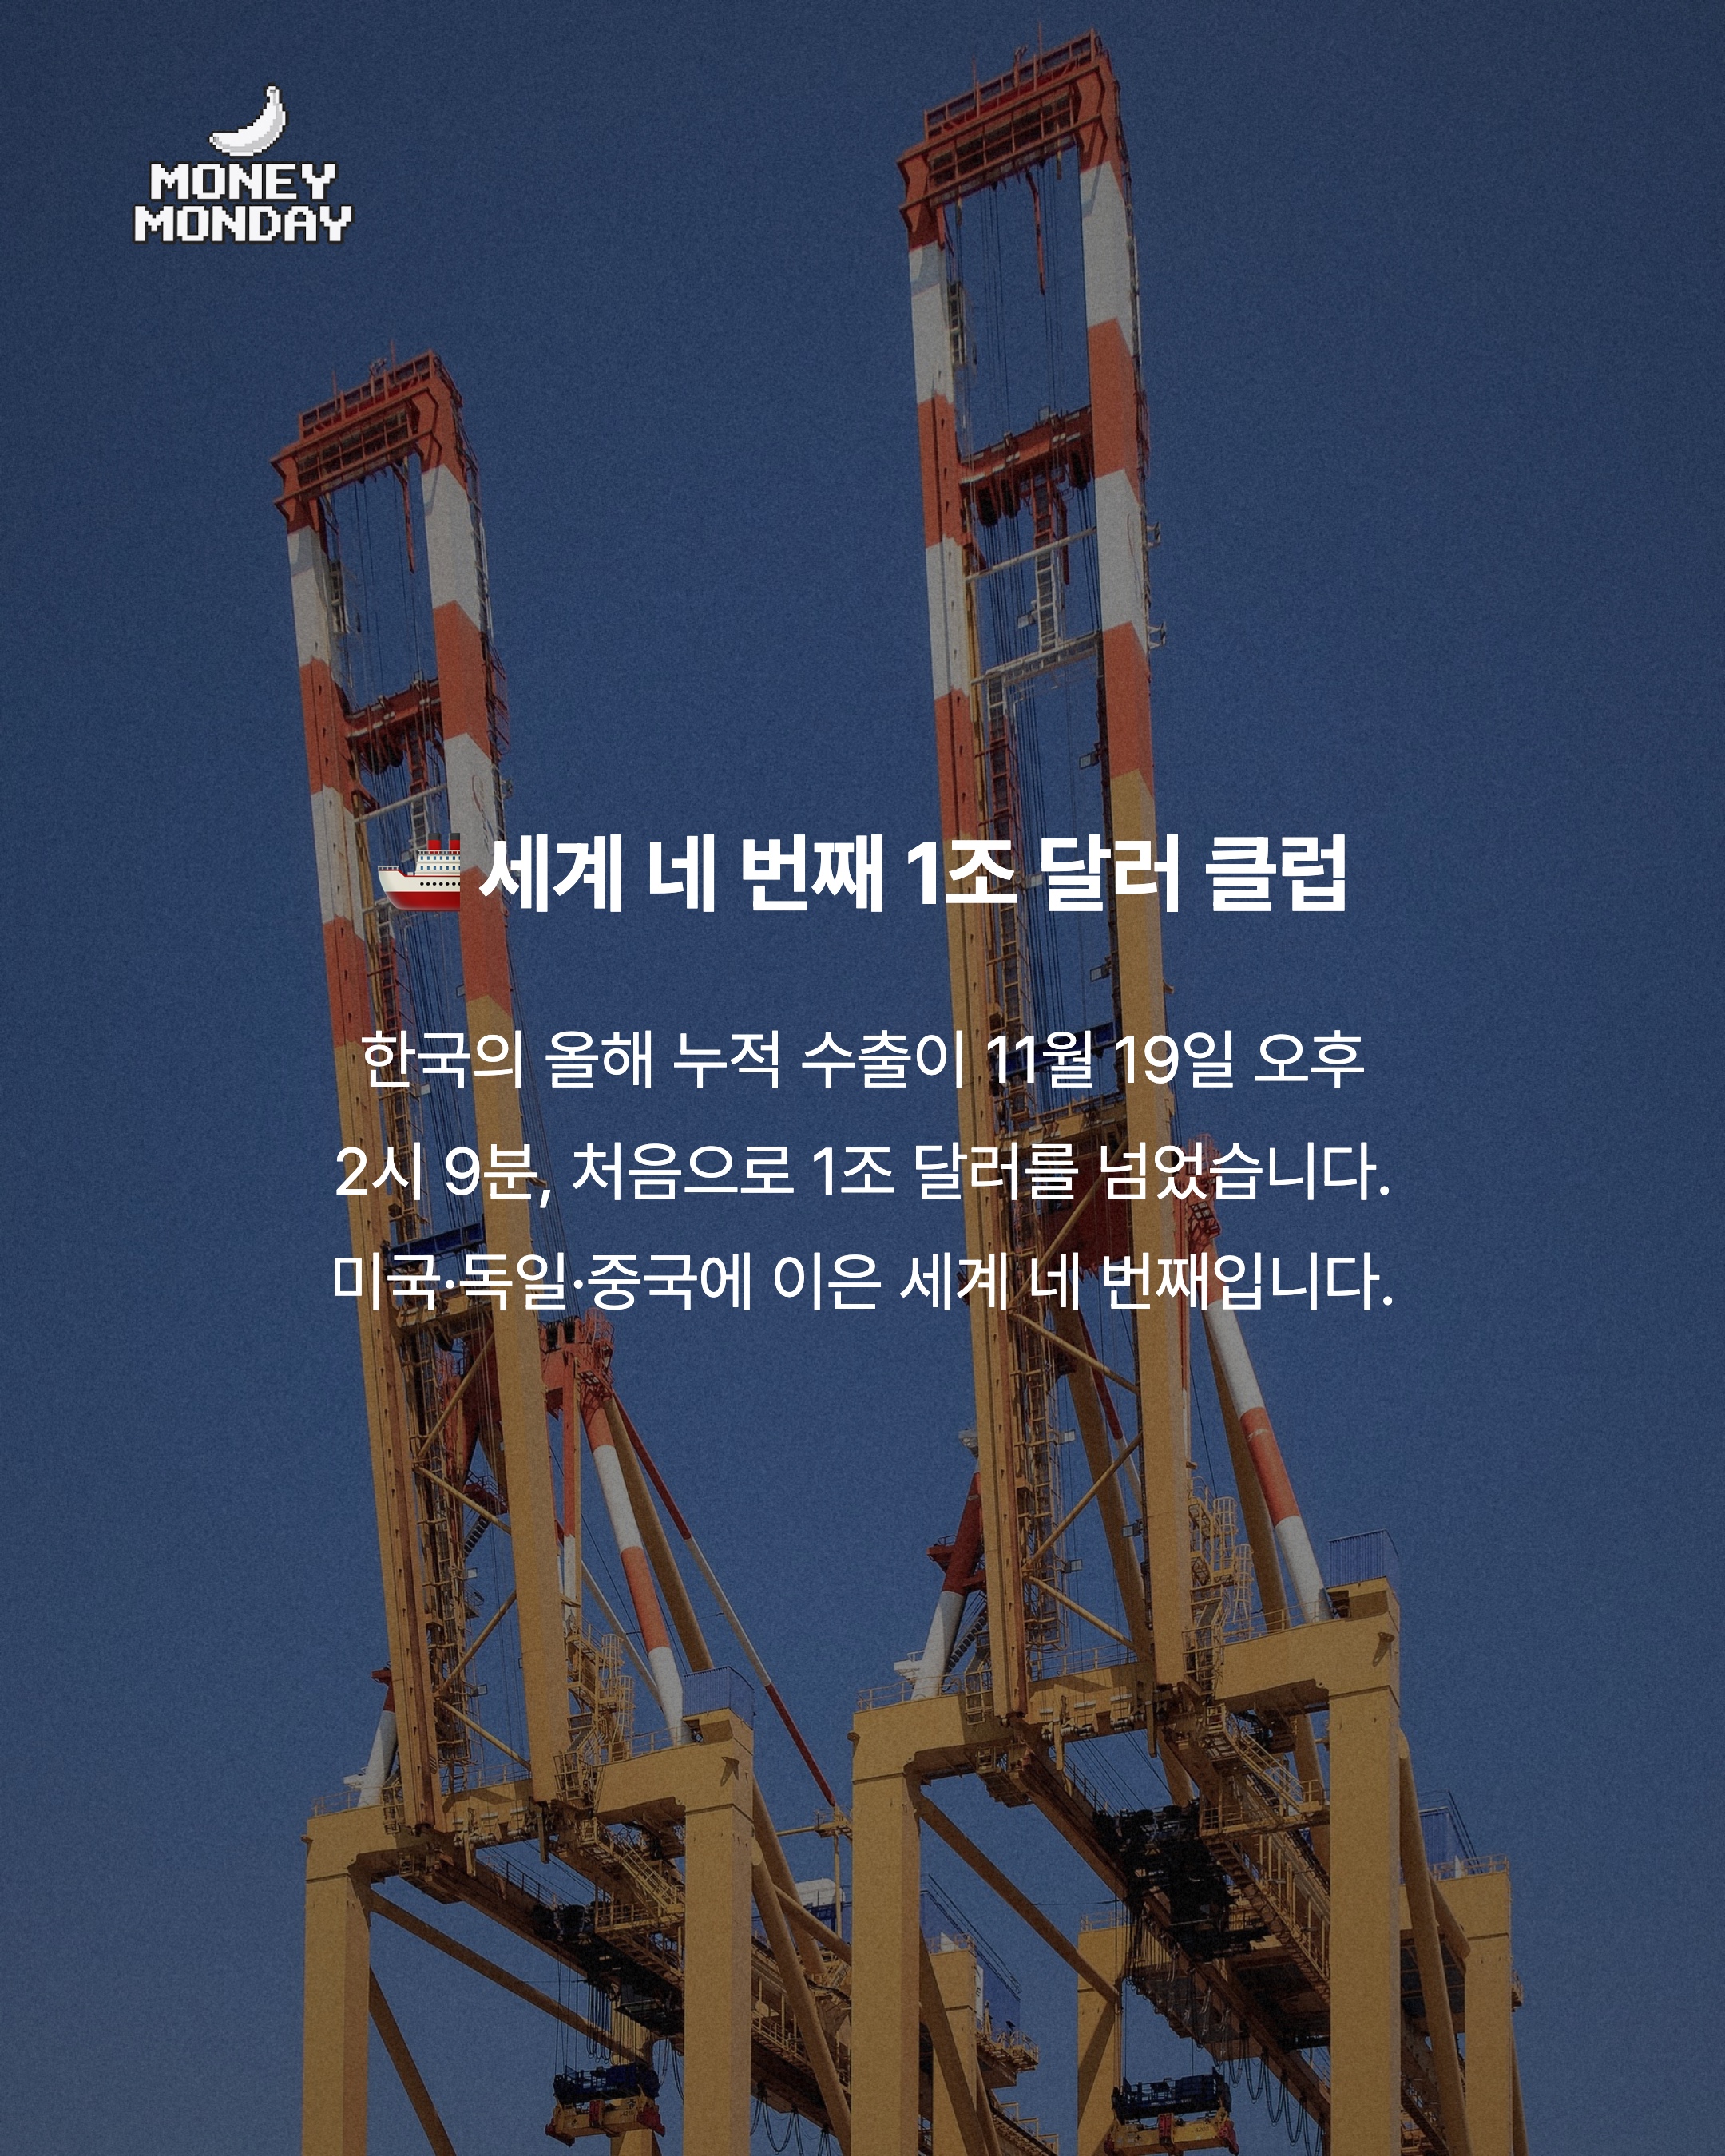 MONEY
MONDAY
🚢 세계 네 번째 1조 달러 클럽
한국의 올해 누적 수출이 11월 19일 오후
2시 9분, 처음으로 1조 달러를 넘었습니다.
미국·독일·중국에 이은 세계 네 번째입니다.